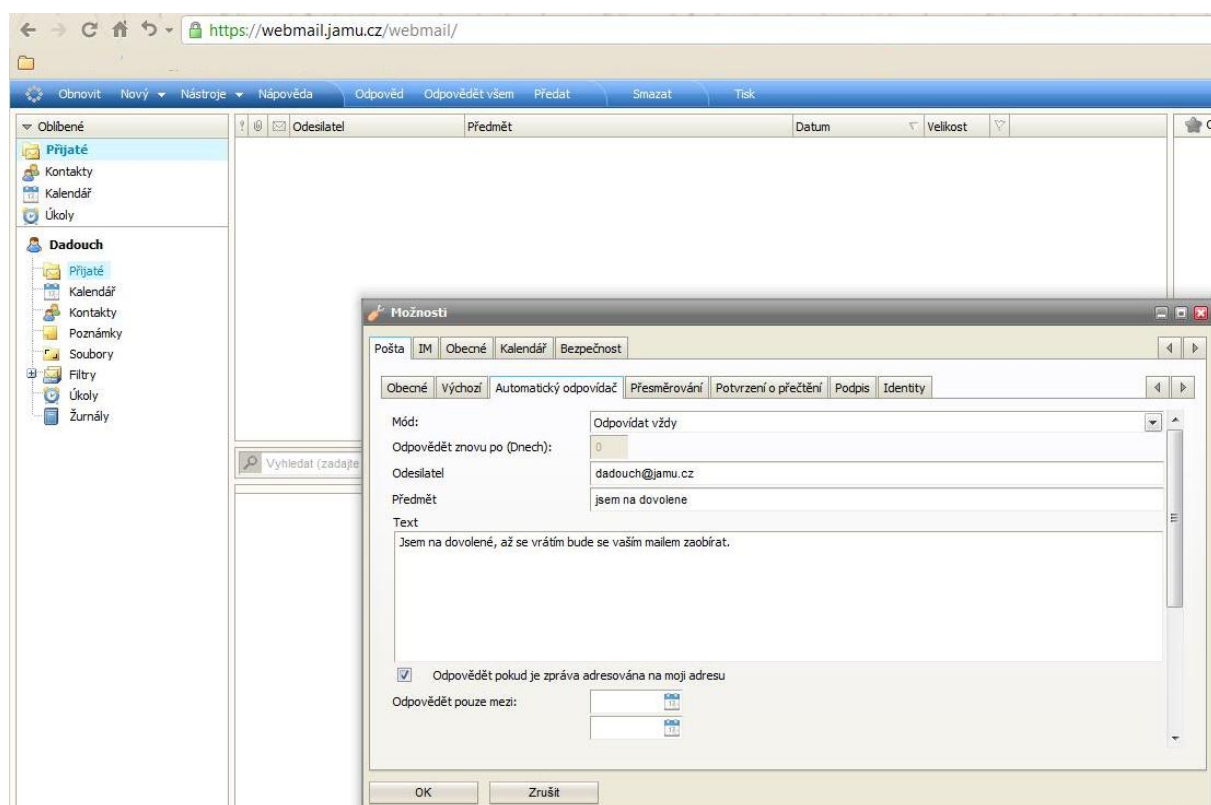 https://webmail.jamu.cz/webmail/
Obnovit Nový Nástroje Nápověda Odpověd Odpovědět všem Předat Smazat Tisk
Oblíbené
Přijaté
Kontakty
Kalendář
Úkoly
Dadouch
Přijaté
Kalendář
Kontakty
Poznámky
Soubory
Filtry
Úkoly
Žurnály
Odesilatel Předmět Datum Velikost
Vyhledat (zadajte
Možnosti
Pošta IM Obecné Kalendář Bezpečnost
Obecné Výchozí Automatický odpovídač Přesměrování Potvrzení o přečtění Podpis Identity
Mód: Odpovídat vždy
Odpovědět znovu po (Dnech): 0
Odesilatel dadouch@jamu.cz
Předmět jsem na dovolene
Text
Jsem na dovolené, až se vrátím bude se vaším mailem zaobírat.
Odpovědět pokud je zpráva adresována na moji adresu
Odpovědět pouze mezi:
OK Zrušit